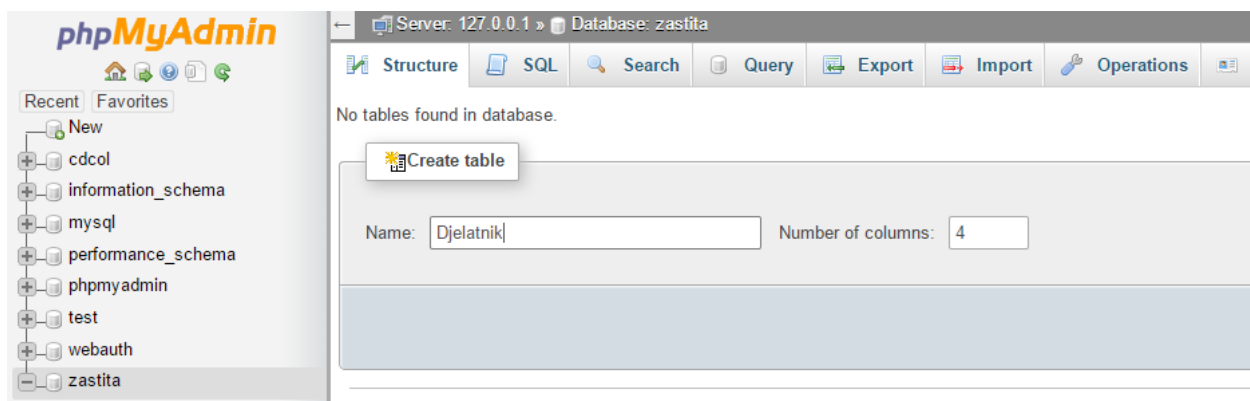 phpMyAdmin
Recent Favorites
New
cdcol
information_schema
mysql
performance_schema
phpmyadmin
test
webauth
zastita
Server: 127.0.0.1 » Database: zastita
Structure SQL Search Query Export Import Operations
No tables found in database.
Create table
Name: Djelatnik Number of columns: 4